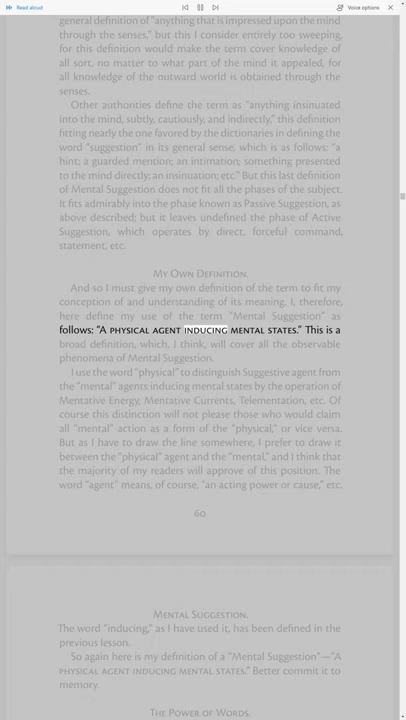 Read aloud
Voice options
general definition of "anything that is impressed upon the mind
through the senses," but this I consider entirely too sweeping,
for this definition would make the term cover knowledge of
all sort, no matter to what part of the mind it appealed, for
all knowledge of the outward world is obtained through the
senses.
Other authorities define the term as "anything insinuated
into the mind, subtly, cautiously, and indirectly," this definition
fitting nearly the one favored by the dictionaries in defining the
word "suggestion" in its general sense, which is as follows: "a
hint; a guarded mention; an intimation; something presented
to the mind directly; an insinuation; etc." But this last definition
of Mental Suggestion does not fit all the phases of the subject.
It fits admirably into the phase known as Passive Suggestion, as
above described; but it leaves undefined the phase of Active
Suggestion, which operates by direct, forceful command,
statement, etc.
My Own Definition.
And so I must give my own definition of the term to fit my
conception of and understanding of its meaning. I, therefore,
here define my use of the term "Mental Suggestion" as
follows: "A physical agent inducing mental states." This is a
broad definition, which, I think, will cover all the observable
phenomena of Mental Suggestion.
I use the word "physical" to distinguish Suggestive agent from
the "mental" agents inducing mental states by the operation of
Mentative Energy, Mentative Currents, Telementation, etc. Of
course this distinction will not please those who would claim
all "mental" action as a form of the "physical," or vice versa.
But as I have to draw the line somewhere, I prefer to draw it
between the "physical" agent and the "mental," and I think that
the majority of my readers will approve of this position. The
word "agent" means, of course, "an acting power or cause," etc.
60
Mental Suggestion.
The word "inducing," as I have used it, has been defined in the
previous lesson.
So again here is my definition of a "Mental Suggestion"—"A
physical agent inducing mental states." Better commit it to
memory.
The Power of Words.